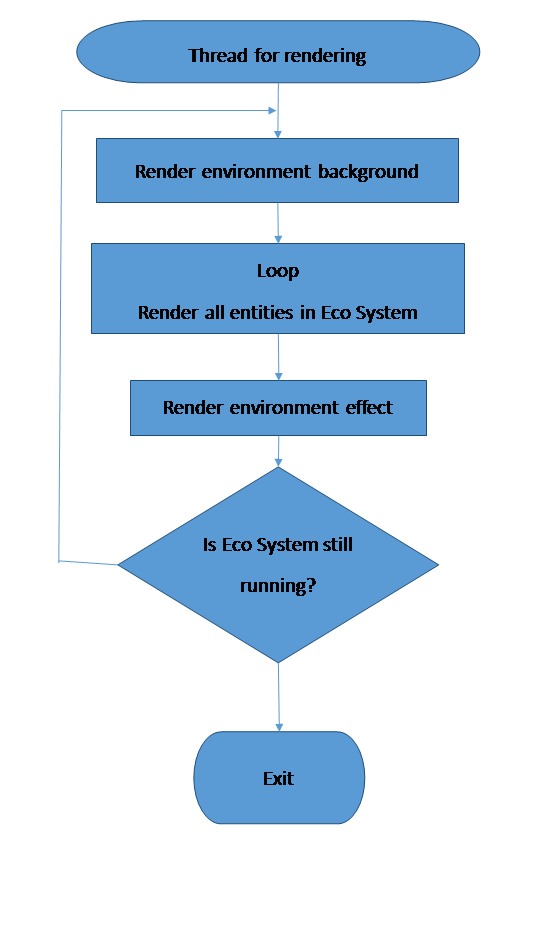 Thread for rendering
Render environment background
Loop
Render all entities in Eco System
Render environment effect
Is Eco System still
running?
Exit